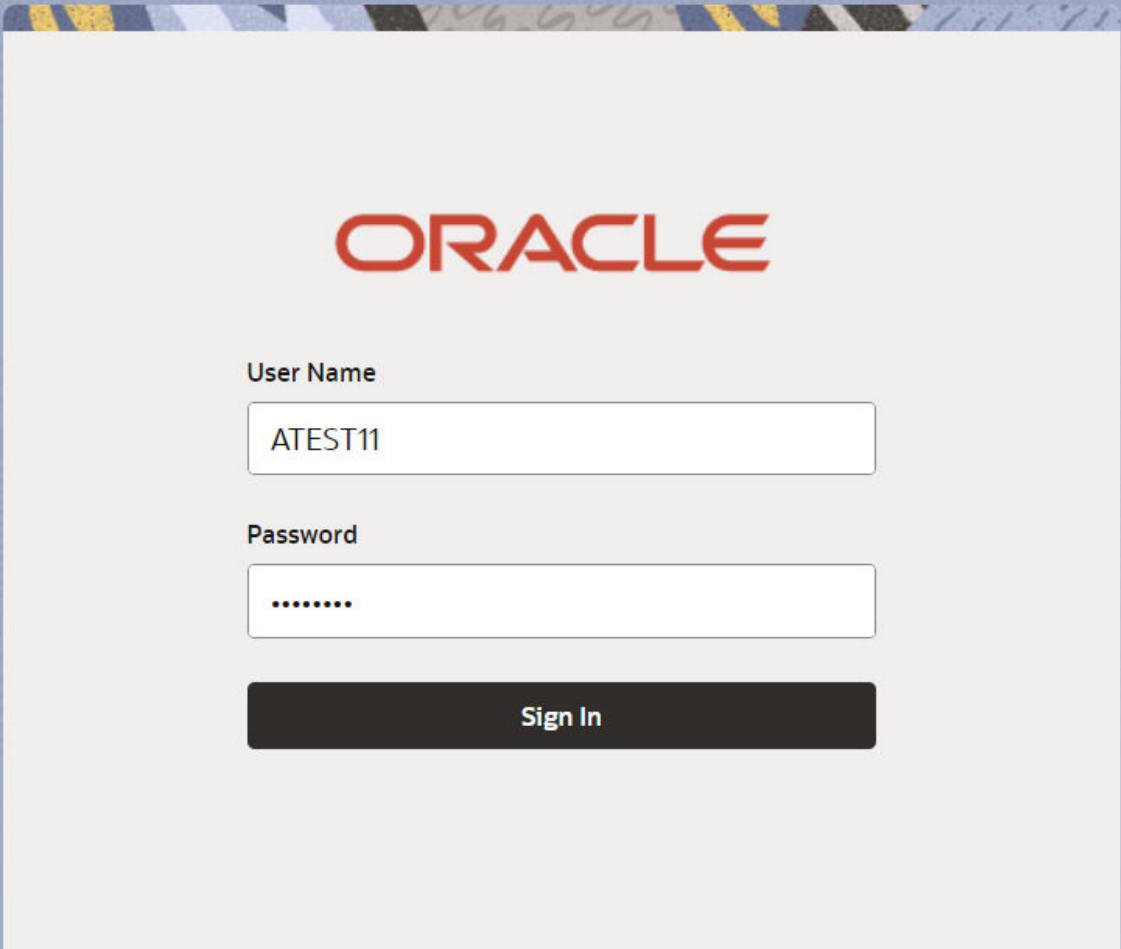 ORACLE
User Name
ATEST11
Password
••••••••
Sign In